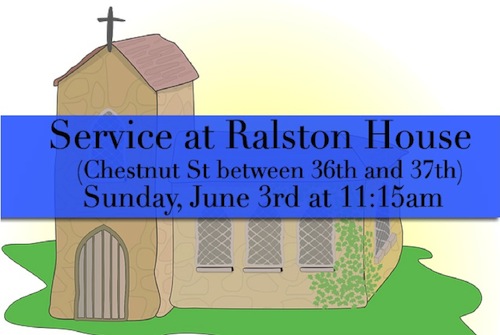 Service at Ralston House
(Chestnut St between 36th and 37th)
Sunday, June 3rd at 11:15am